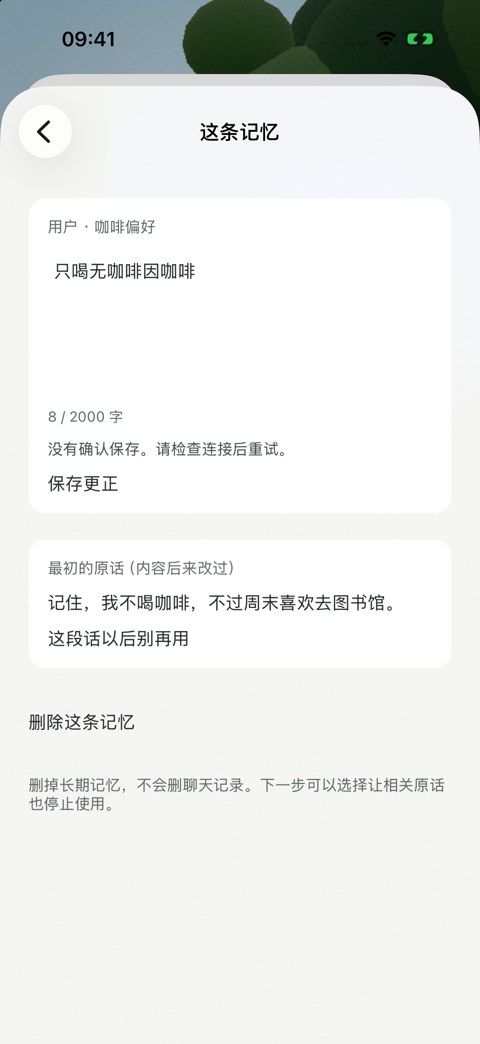 09:41
这条记忆
用户 · 咖啡偏好
只喝无咖啡因咖啡
8 / 2000 字
没有确认保存。请检查连接后重试。
保存更正
最初的原话（内容后来改过）
记住，我不喝咖啡，不过周末喜欢去图书馆。
这段话以后别再用
删除这条记忆
删掉长期记忆，不会删聊天记录。下一步可以选择让相关原话
也停止使用。